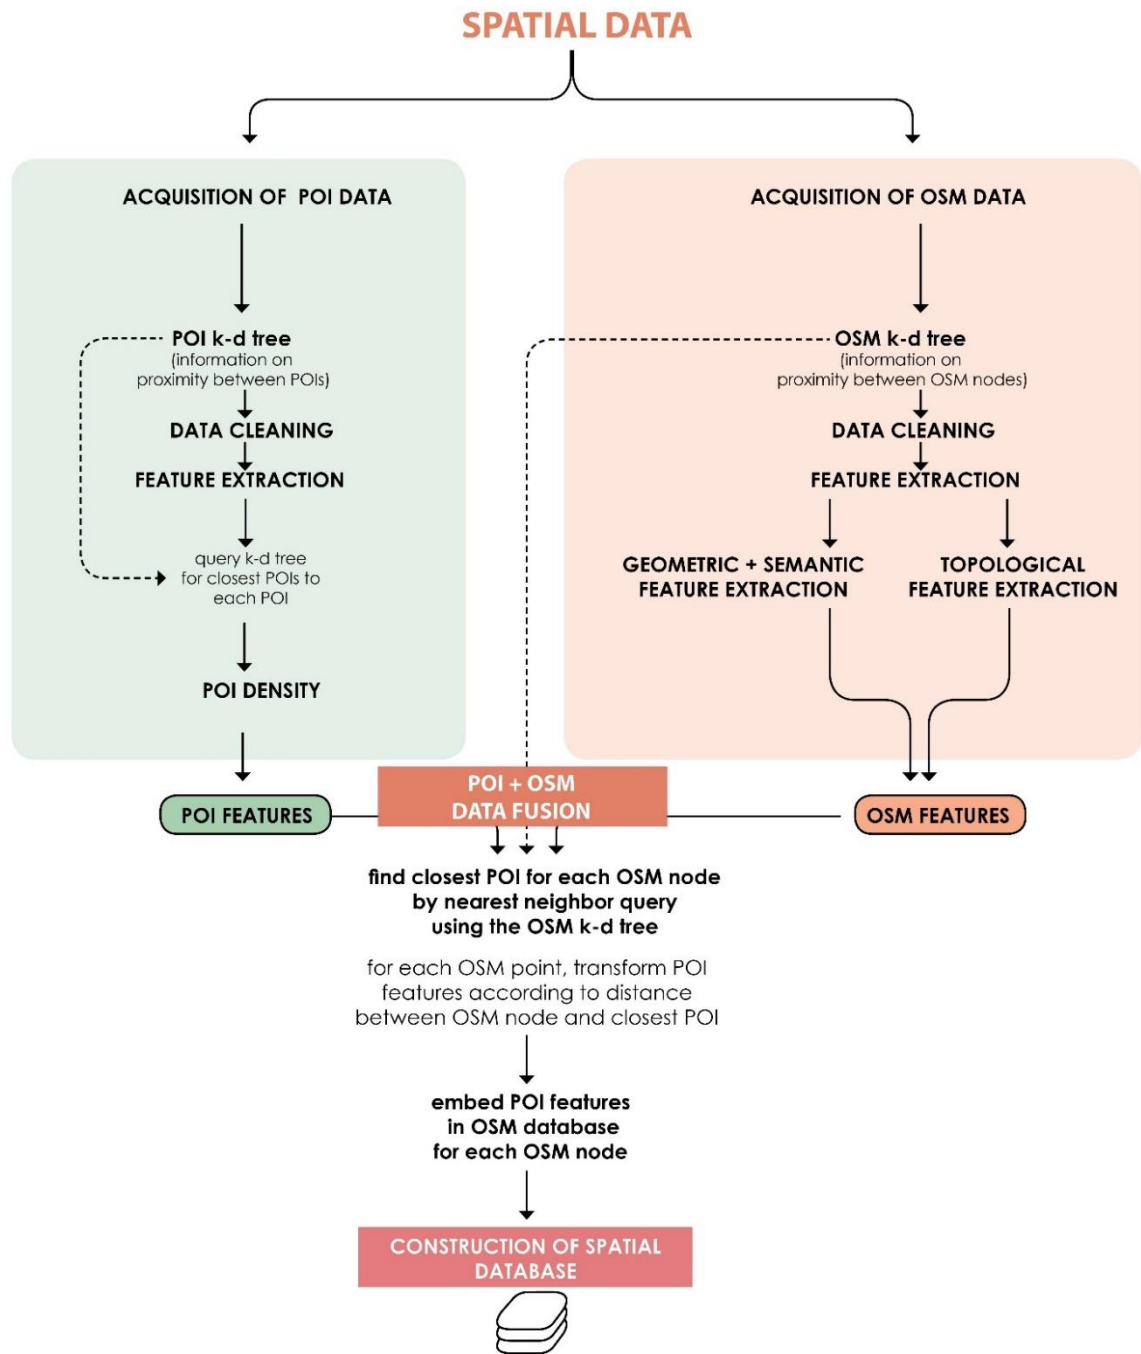 SPATIAL DATA
ACQUISITION OF POI DATA
POI k-d tree
(information on
proximity between POIs)
DATA CLEANING
FEATURE EXTRACTION
query k-d tree
for closest POIs to
each POI
POI DENSITY
POI FEATURES
ACQUISITION OF OSM DATA
OSM k-d tree
(information on
proximity between OSM nodes)
DATA CLEANING
FEATURE EXTRACTION
GEOMETRIC + SEMANTIC
FEATURE EXTRACTION
TOPOLOGICAL
FEATURE EXTRACTION
OSM FEATURES
POI + OSM
DATA FUSION
find closest POI for each OSM node
by nearest neighbor query
using the OSM k-d tree
for each OSM point, transform POI
features according to distance
between OSM node and closest POI
embed POI features
in OSM database
for each OSM node
CONSTRUCTION OF SPATIAL
DATABASE